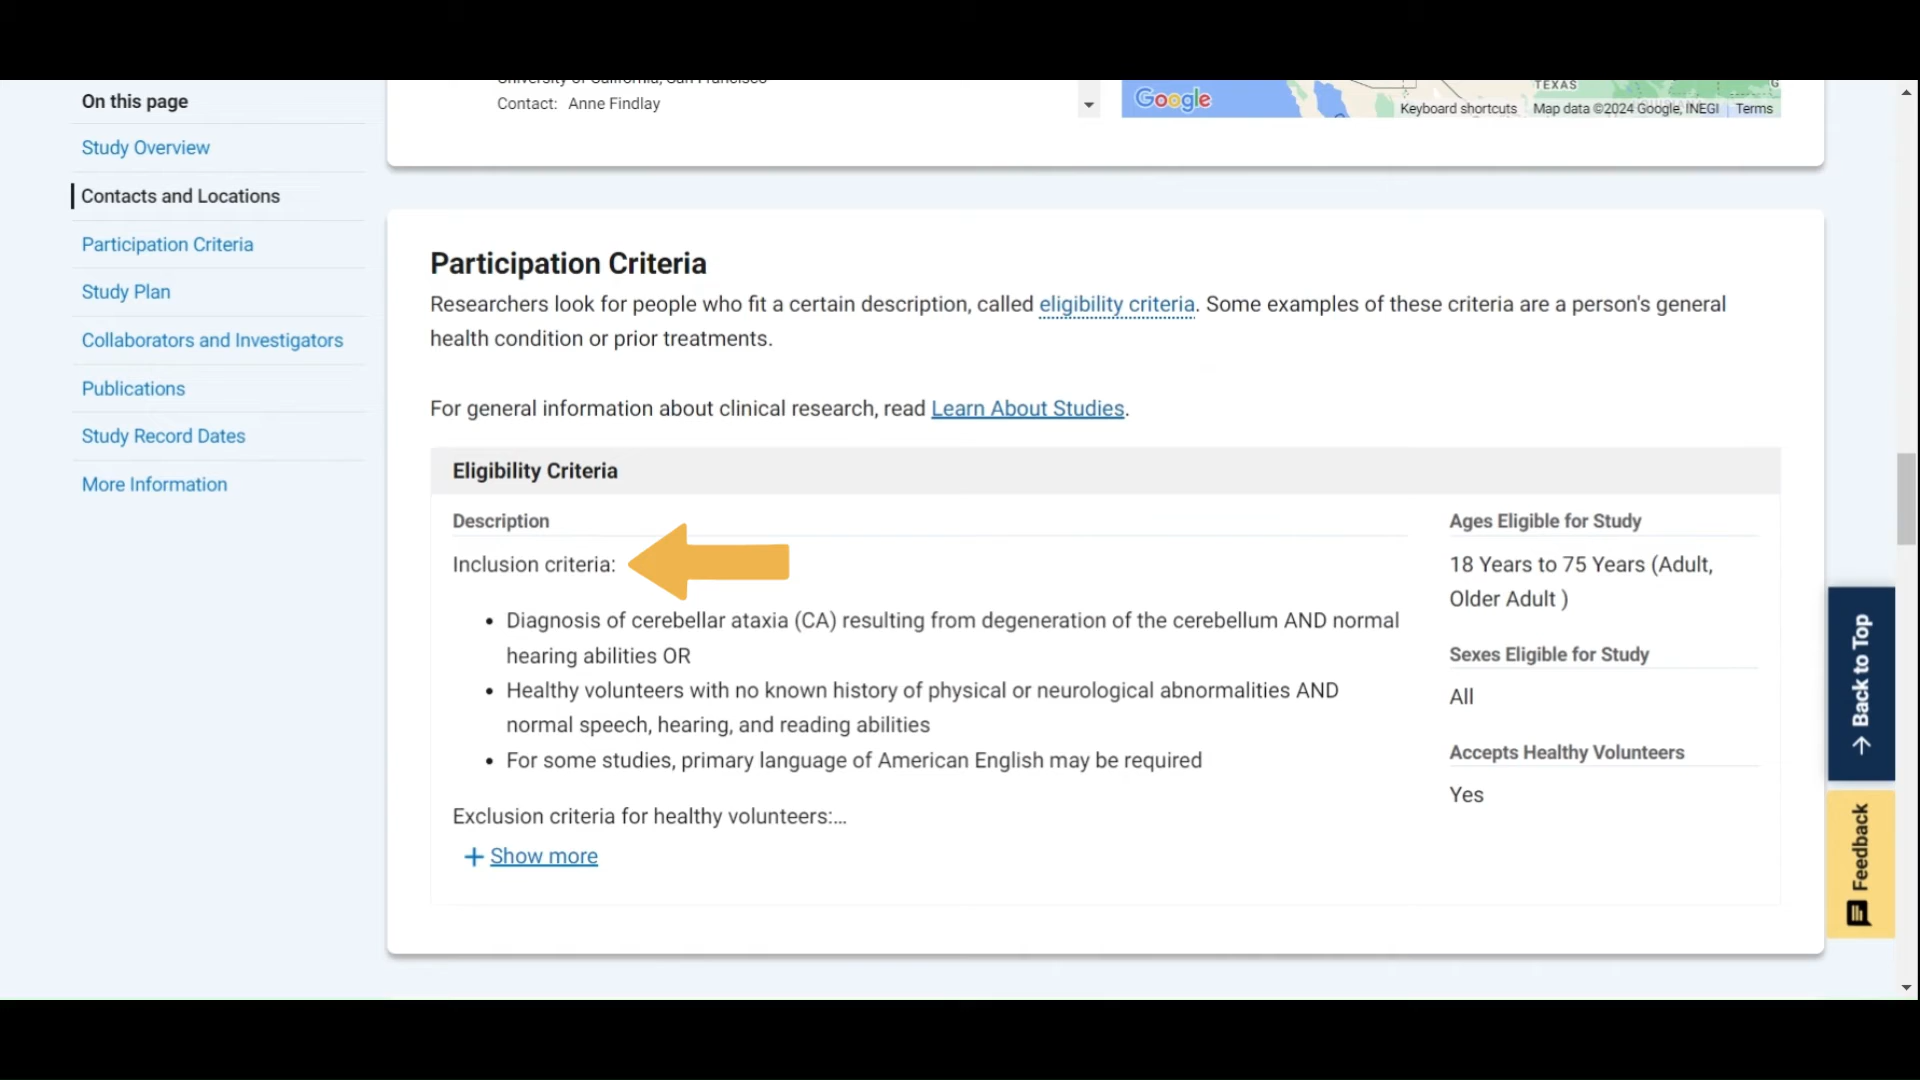 On this page
Study Overview
Contacts and Locations
Participation Criteria
Study Plan
Collaborators and Investigators
Publications
Study Record Dates
More Information
University of California, San Francisco
Contact: Anne Findlay
Google
TEXAS
Keyboard shortcuts
Map data ©2024 Google, INEGI
Terms
Participation Criteria
Researchers look for people who fit a certain description, called eligibility criteria. Some examples of these criteria are a person's general
health condition or prior treatments.
For general information about clinical research, read Learn About Studies.
Eligibility Criteria
Description
Inclusion criteria:
• Diagnosis of cerebellar ataxia (CA) resulting from degeneration of the cerebellum AND normal
hearing abilities OR
• Healthy volunteers with no known history of physical or neurological abnormalities AND
normal speech, hearing, and reading abilities
• For some studies, primary language of American English may be required
Exclusion criteria for healthy volunteers:...
+ Show more
Ages Eligible for Study
18 Years to 75 Years (Adult,
Older Adult )
Sexes Eligible for Study
All
Accepts Healthy Volunteers
Yes
→ Back to Top
Feedback